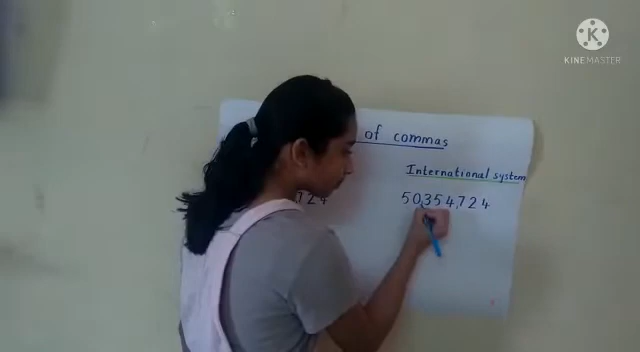 K
KINEMASTER
of commas
International system
724
50354724